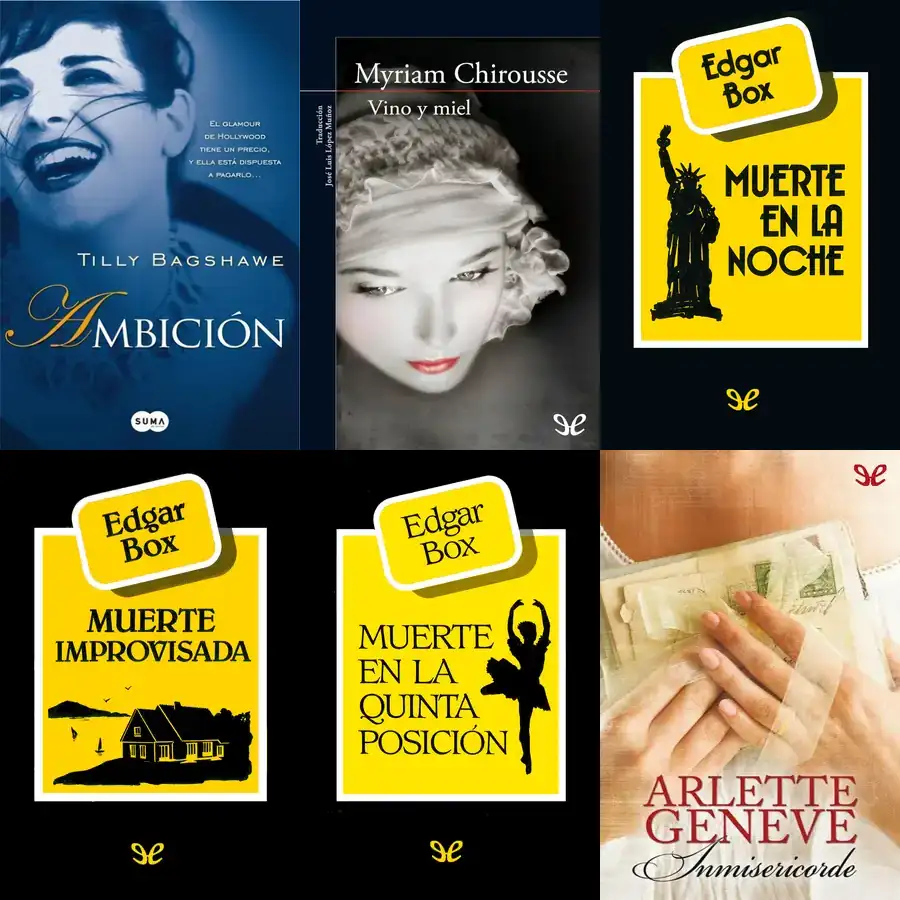 EL GLAMOUR
DE HOLLYWOOD
TIENE UN PRECIO,
Y ELLA ESTÁ DISPUESTA
A PAGARLO...
TILLY BAGSHAWE
AMBICIÓN
SUMA
Myriam Chirousse
Vino y miel
Traducción
José Luis López Muñoz
Edgar
Box
MUERTE
EN LA
NOCHE
Edgar
Box
MUERTE
IMPROVISADA
Edgar
Box
MUERTE
EN LA
QUINTA
POSICIÓN
ARLETTE
GENEVE
Inmisericorde